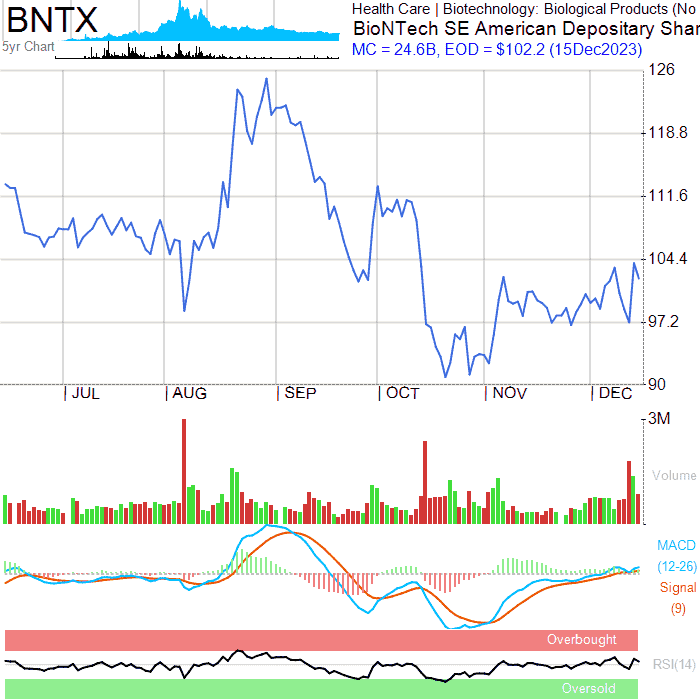 BNTX
5yr Chart
Health Care | Biotechnology: Biological Products (No
BioNTech SE American Depositary Shar
MC = 24.6B, EOD = $102.2 (15Dec2023)
126
118.8
111.6
104.4
97.2
90
JUL AUG SEP OCT NOV DEC
3M
Volume
MACD
(12-26)
Signal
(9)
Overbought
RSI(14)
Oversold